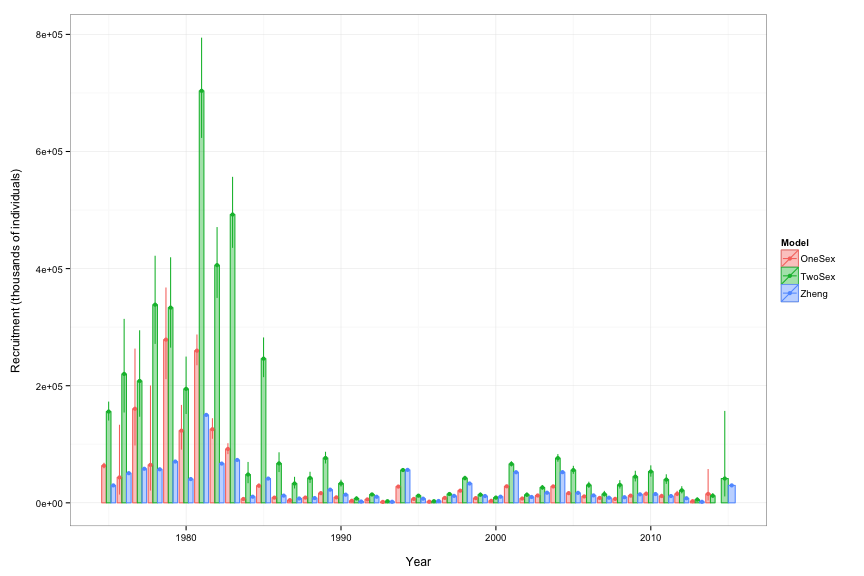 Recruitment (thousands of individuals)
8e+05
6e+05
4e+05
2e+05
0e+00
1980
1990
2000
2010
Year
Model
OneSex
TwoSex
Zheng